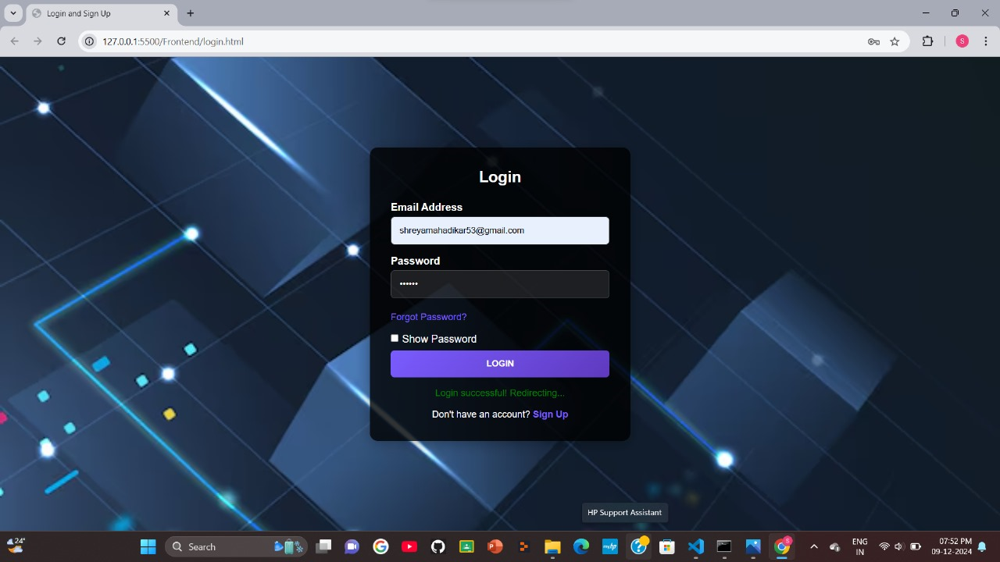 Login and Sign Up
127.0.0.1:5500/Frontend/login.html
S
Login
Email Address
shreyamahadikar53@gmail.com
Password
••••••
Forgot Password?
Show Password
LOGIN
Login successful! Redirecting...
Don't have an account? Sign Up
HP Support Assistant
24°
Search
ENG
IN
07:52 PM
09-12-2024